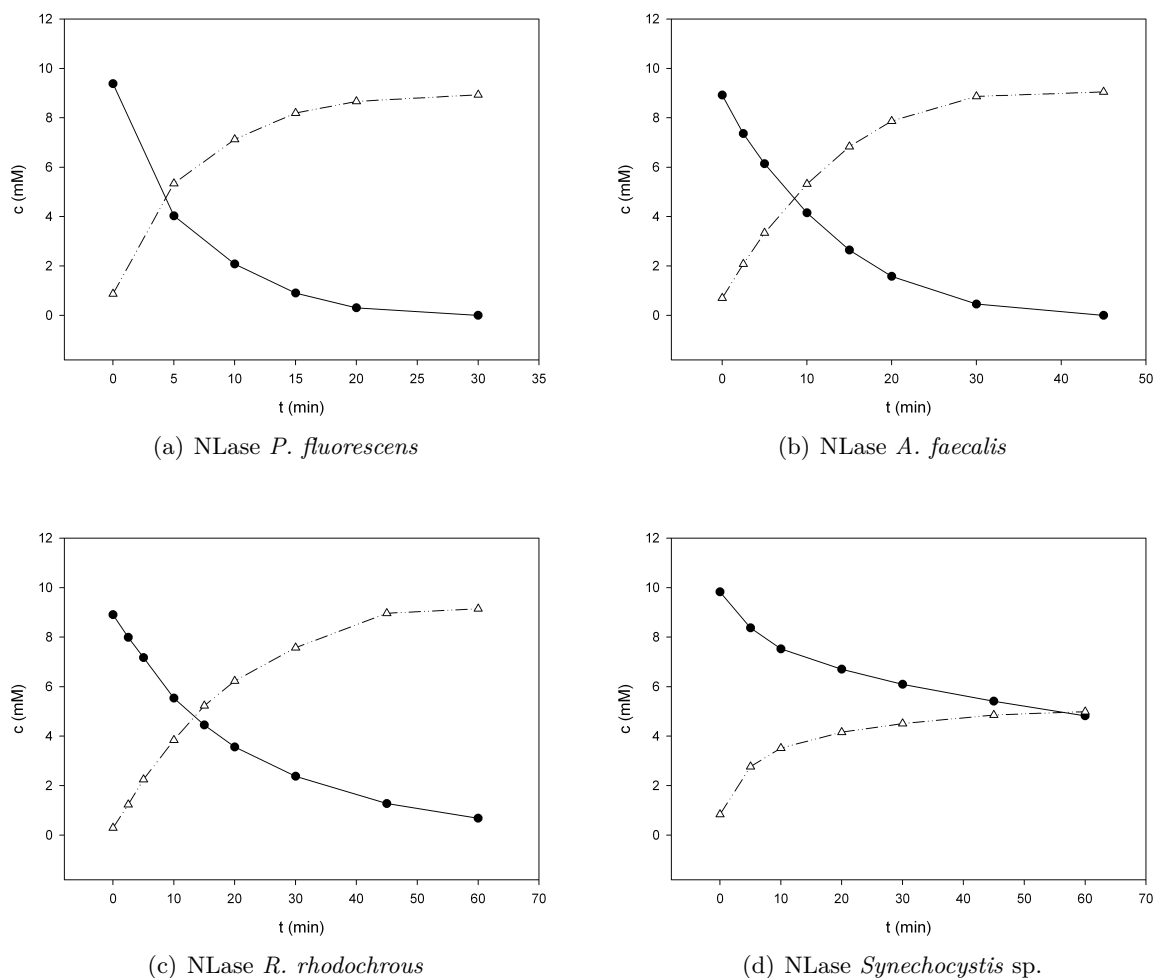 12
10
8
6
4
2
0
c (mM)
0 5 10 15 20 25 30 35
t (min)
(a) NLase P. fluorescens
12
10
8
6
4
2
0
c (mM)
0 10 20 30 40 50
t (min)
(b) NLase A. faecalis
12
10
8
6
4
2
0
c (mM)
0 10 20 30 40 50 60 70
t (min)
(c) NLase R. rhodochrous
12
10
8
6
4
2
0
c (mM)
0 10 20 30 40 50 60 70
t (min)
(d) NLase Synechocystis sp.